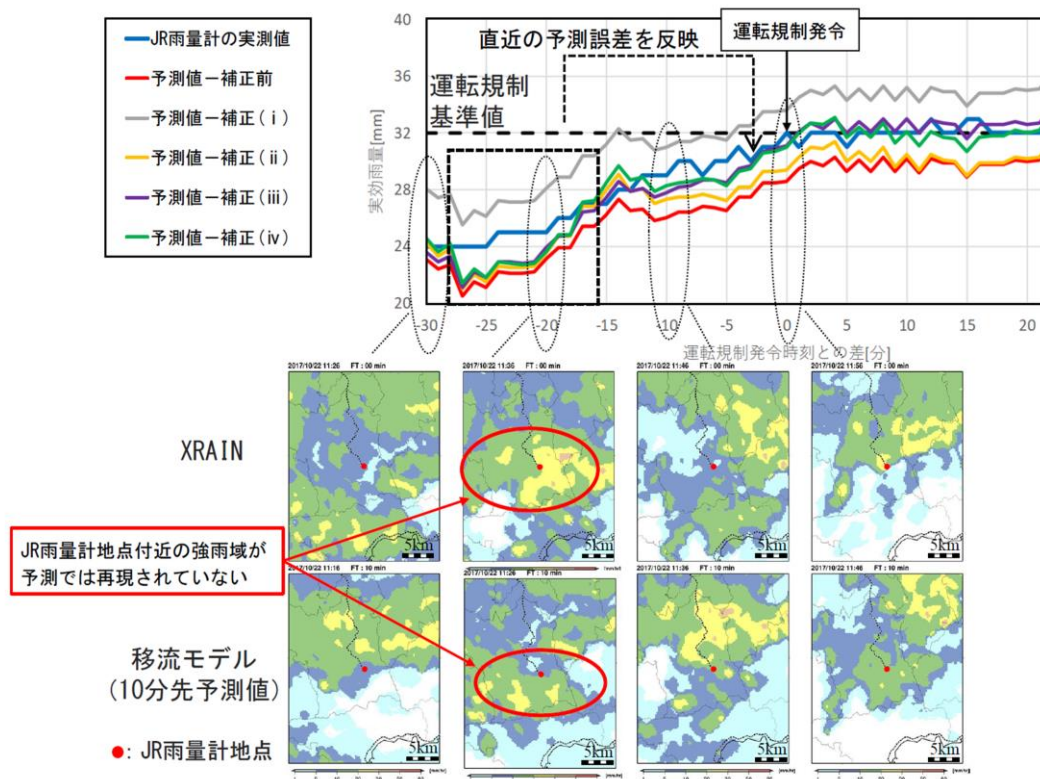 JR雨量計の実測値
予測値－補正前
予測値－補正(ⅰ)
予測値－補正(ⅱ)
予測値－補正(ⅲ)
予測値－補正(ⅳ)
実効雨量[mm]
40
36
32
28
24
20
直近の予測誤差を反映
運転規制発令
運転規制
基準値
-30
-25
-20
-15
-10
-5
0
5
10
15
20
運転規制発令時刻との差[分]
XRAIN
2017/10/22 11:26 FT : 00 min
5km
2017/10/22 11:36 FT : 00 min
5km
2017/10/22 11:46 FT : 00 min
5km
2017/10/22 11:56 FT : 00 min
5km
JR雨量計地点付近の強雨域が
予測では再現されていない
移流モデル
(10分先予測値)
2017/10/22 11:16 FT : 10 min
5km
2017/10/22 11:26 FT : 10 min
5km
2017/10/22 11:36 FT : 10 min
5km
2017/10/22 11:46 FT : 10 min
5km
●: JR雨量計地点